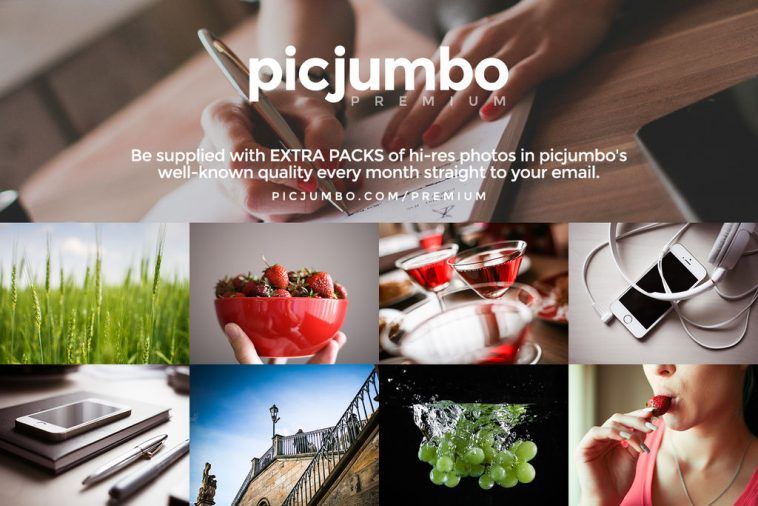 picjumbo
PREMIUM
Be supplied with EXTRA PACKS of hi-res photos in picjumbo's
well-known quality every month straight to your email.
PICJUMBO.COM/PREMIUM